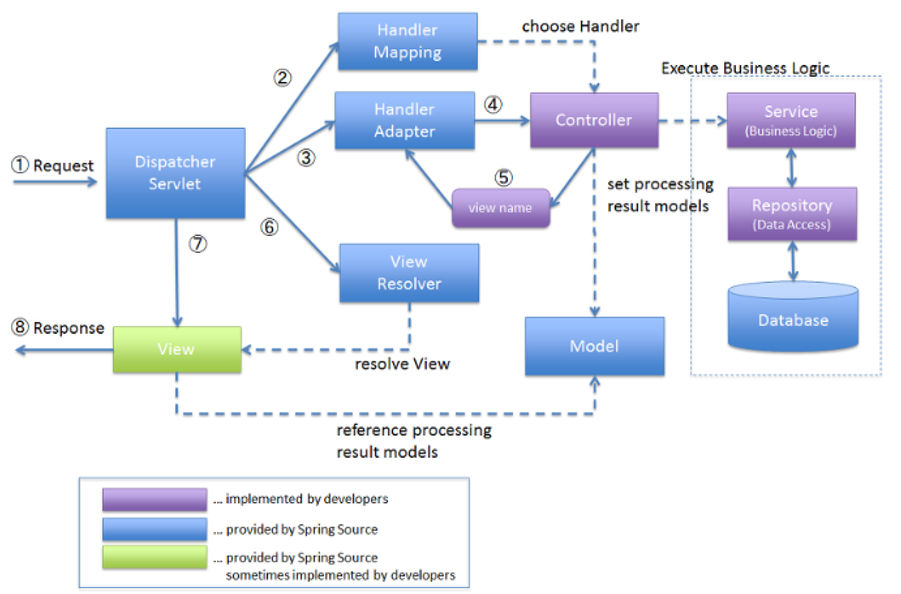 Handler
Mapping
choose Handler
②
Execute Business Logic
Handler
Adapter
④
Controller
Service
(Business Logic)
① Request
Dispatcher
Servlet
③
⑤
view name
set processing
result models
Repository
(Data Access)
⑥
⑦
View
Resolver
Database
⑧ Response
View
resolve View
Model
reference processing
result models
... implemented by developers
... provided by Spring Source
... provided by Spring Source
sometimes implemented by developers